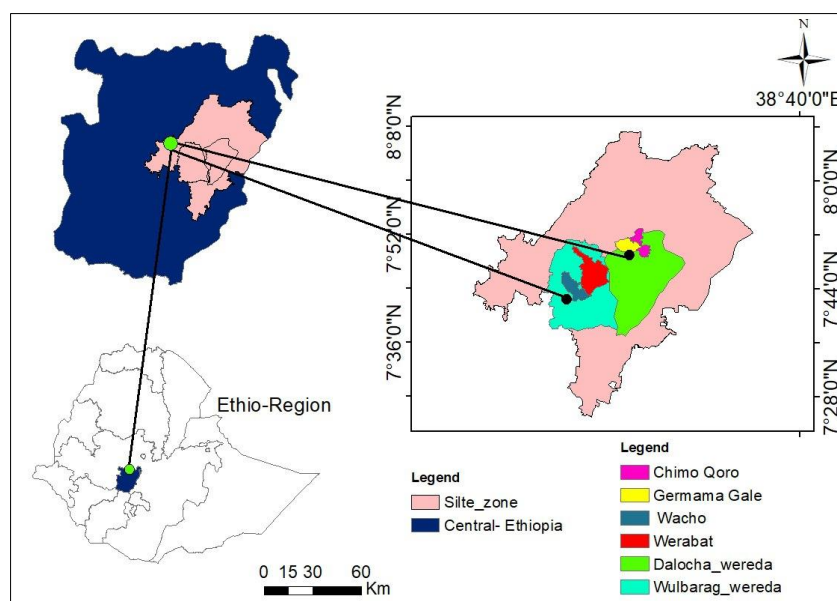 N
38°40'0"E
8°8'0"N
7°52'0"N
7°36'0"N
8°0'0"N
7°44'0"N
7°28'0"N
Ethio-Region
Legend
Silte_zone
Central- Ethiopia
Legend
Chimo Qoro
Germama Gale
Wacho
Werabat
Dalocha_wereda
Wulbarag_wereda
0 15 30 60
Km